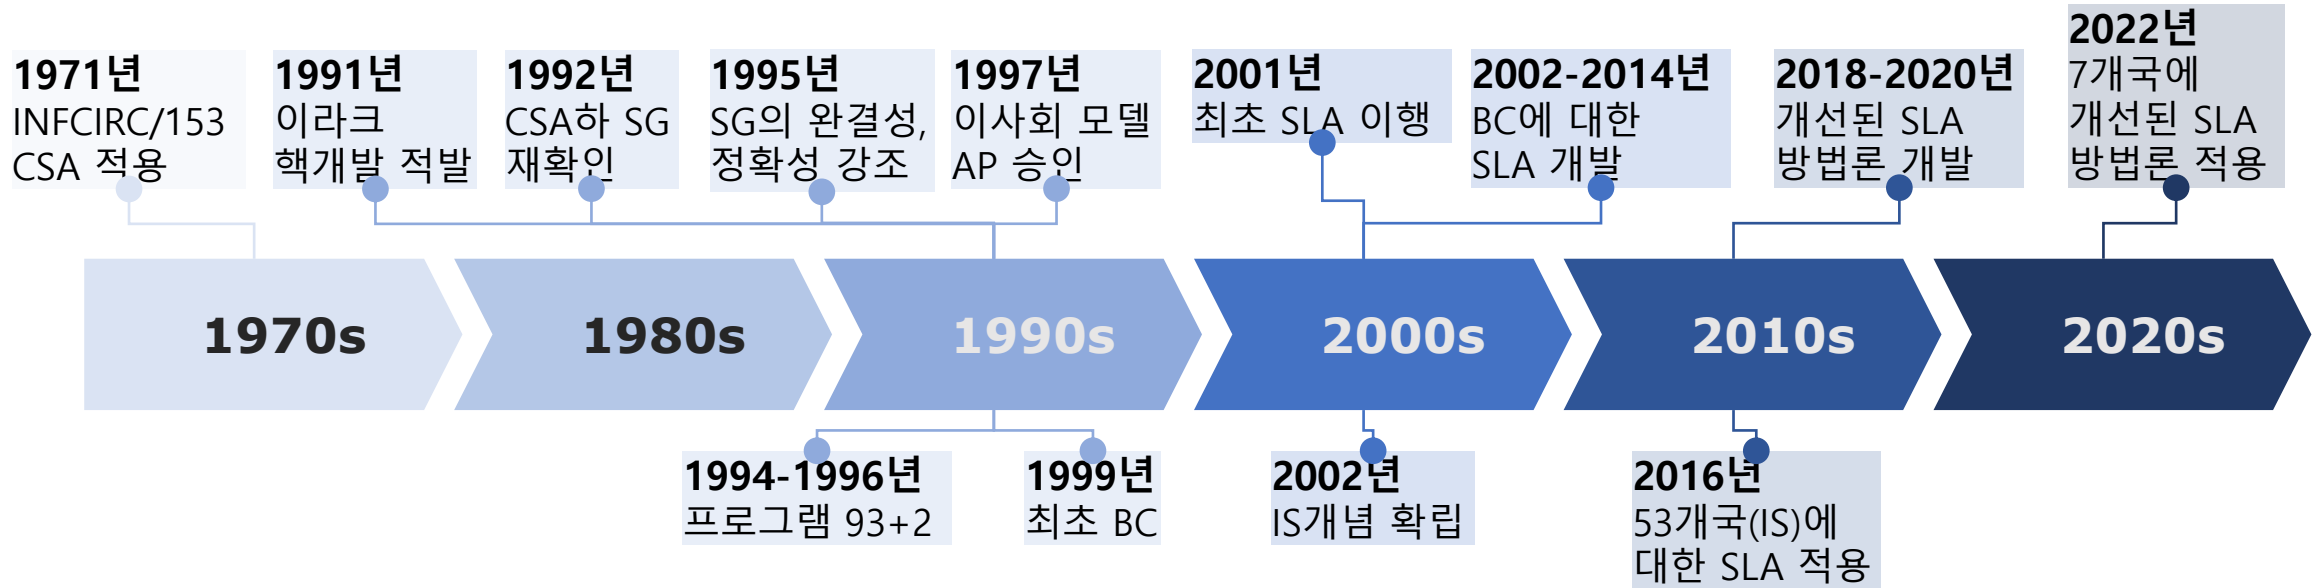 1971년
INFCIRC/153
CSA 적용
1991년
이라크
핵개발 적발
1992년
CSA하 SG
재확인
1995년
SG의 완결성,
정확성 강조
1997년
이사회 모델
AP 승인
2001년
최초 SLA 이행
2002-2014년
BC에 대한
SLA 개발
2018-2020년
개선된 SLA
방법론 개발
2022년
7개국에
개선된 SLA
방법론 적용
1970s
1980s
1990s
2000s
2010s
2020s
1994-1996년
프로그램 93+2
1999년
최초 BC
2002년
IS개념 확립
2016년
53개국(IS)에
대한 SLA 적용